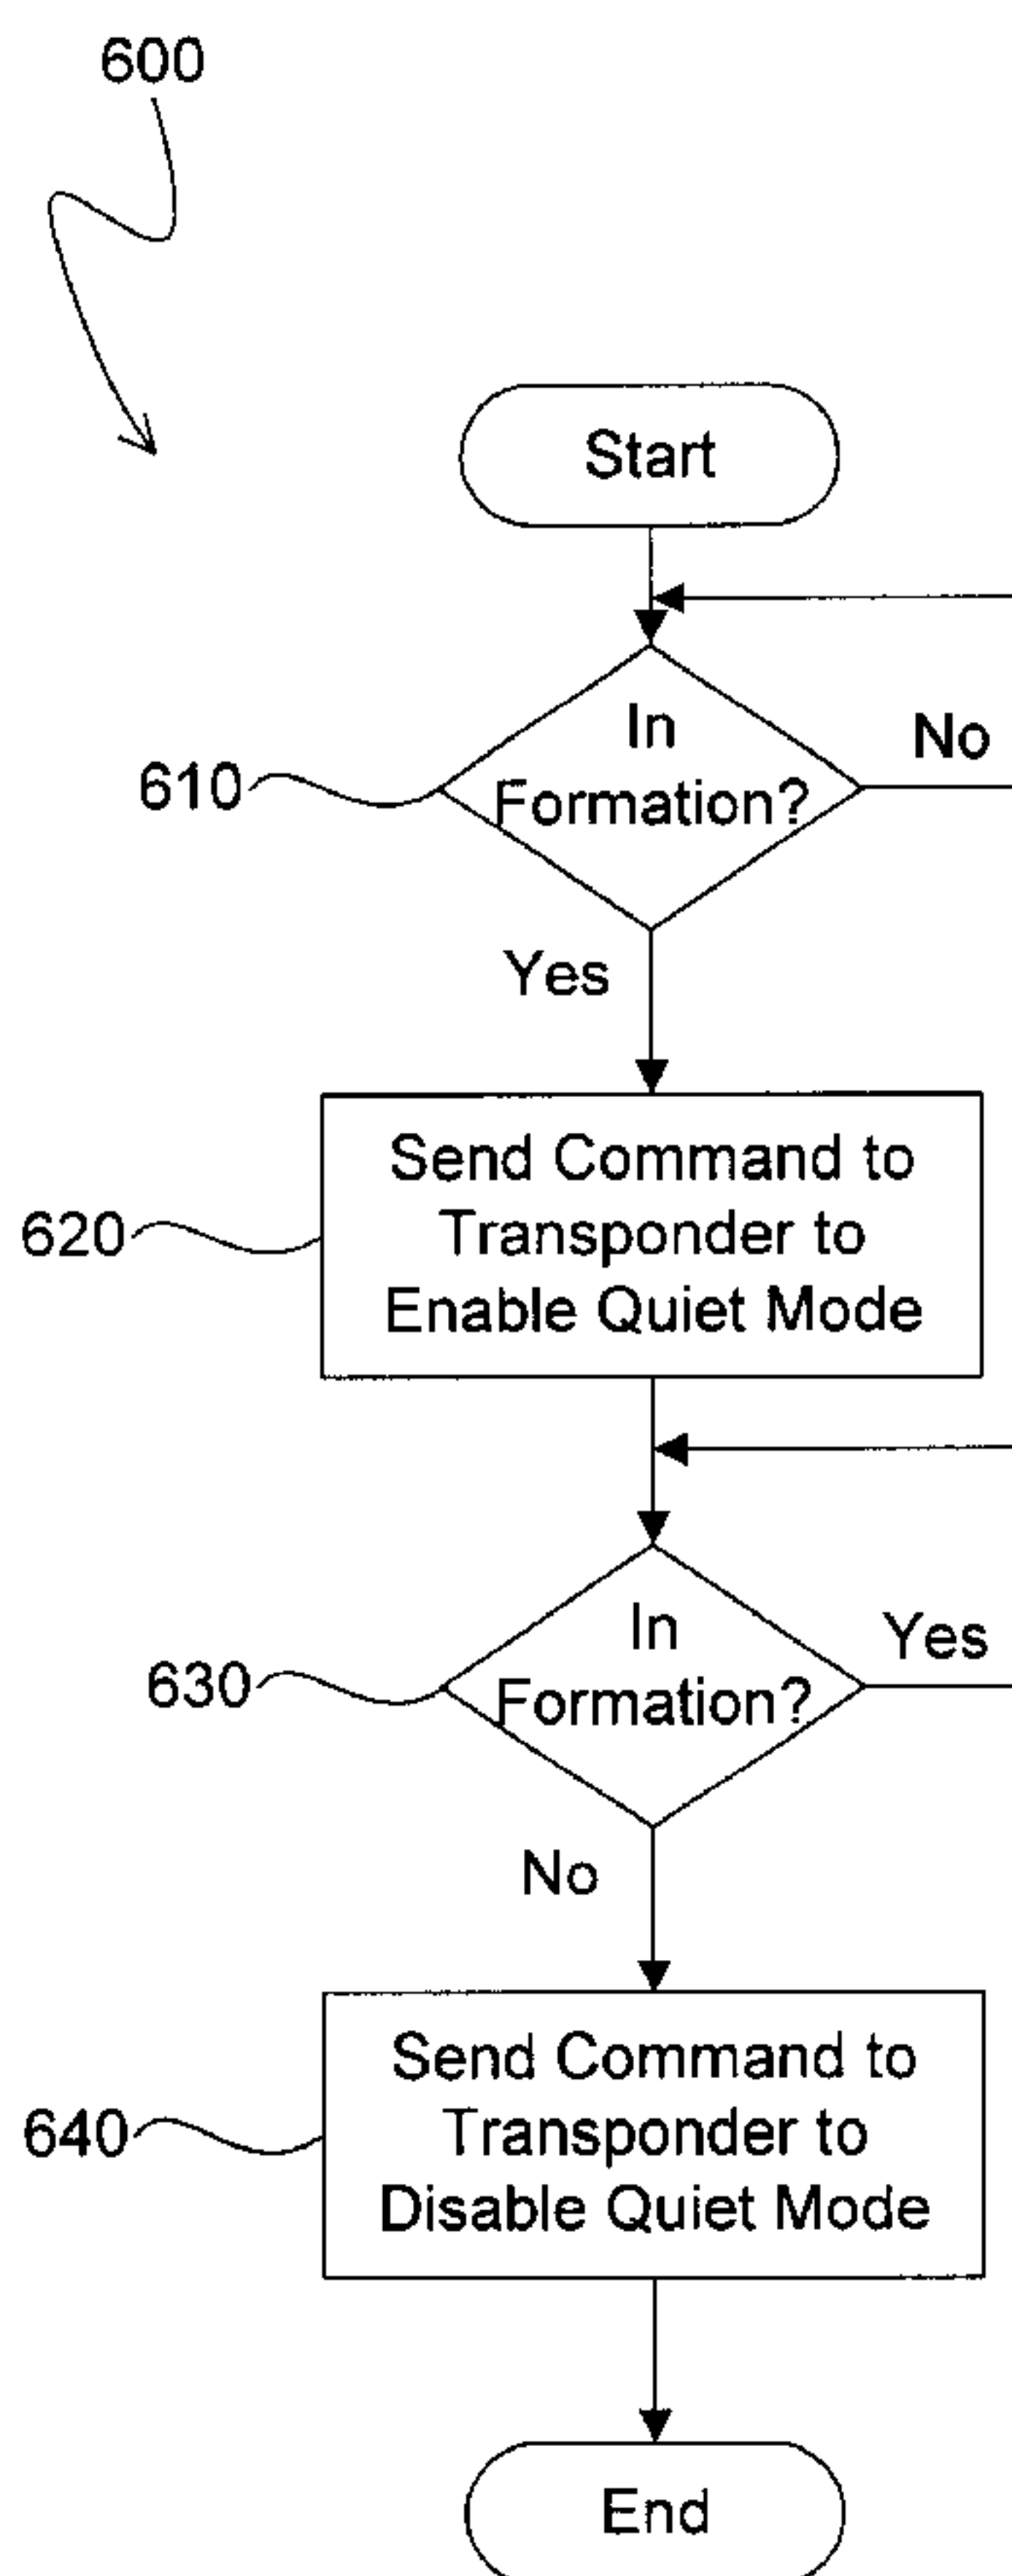 600
Start
In
Formation?
No
610
Yes
Send Command to
Transponder to
Enable Quiet Mode
620
In
Formation?
Yes
630
No
Send Command to
Transponder to
Disable Quiet Mode
640
End